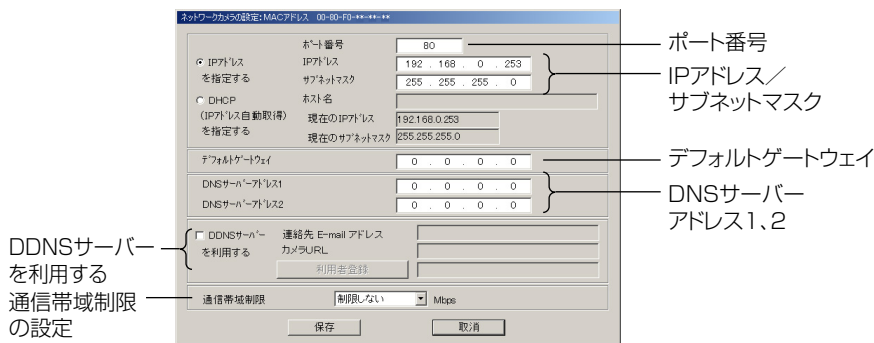 ネットワークカメラの設定:MACアドレス 00-80-F0-**-**-**
ポート番号 80
IPアドレス
を指定する
IPアドレス 192 . 168 . 0 . 253
サブネットマスク 255 . 255 . 255 . 0
DHCP
(IPアドレス自動取得)
を指定する
ホスト名
現在のIPアドレス 192.168.0.253
現在のサブネットマスク 255.255.255.0
デフォルトゲートウェイ 0 . 0 . 0 . 0
DNSサーバーアドレス1 0 . 0 . 0 . 0
DNSサーバーアドレス2 0 . 0 . 0 . 0
DDNSサーバー
を利用する
連絡先 E-mail アドレス
カメラURL
利用者登録
通信帯域制限 制限しない Mbps
保存 取消
ポート番号
IPアドレス/
サブネットマスク
デフォルトゲートウェイ
DNSサーバー
アドレス1、2
DDNSサーバー
を利用する
通信帯域制限
の設定